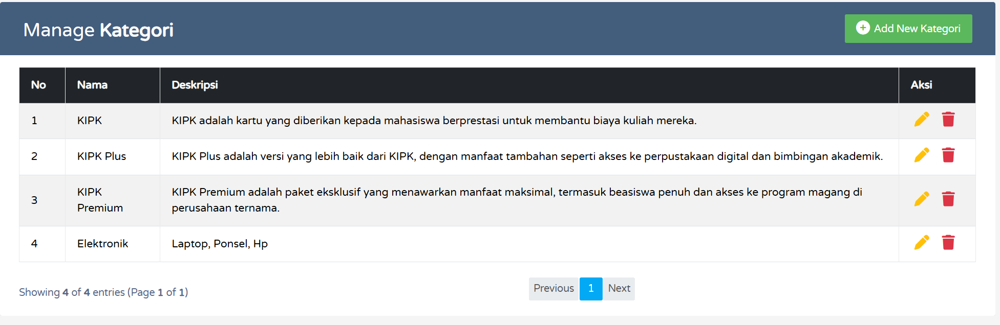 Manage Kategori
Add New Kategori
No Nama Deskripsi Aksi
1 KIPK KIPK adalah kartu yang diberikan kepada mahasiswa berprestasi untuk membantu biaya kuliah mereka.
2 KIPK Plus KIPK Plus adalah versi yang lebih baik dari KIPK, dengan manfaat tambahan seperti akses ke perpustakaan digital dan bimbingan akademik.
3 KIPK Premium KIPK Premium adalah paket eksklusif yang menawarkan manfaat maksimal, termasuk beasiswa penuh dan akses ke program magang di
perusahaan ternama.
4 Elektronik Laptop, Ponsel, Hp
Showing 4 of 4 entries (Page 1 of 1)
Previous 1 Next